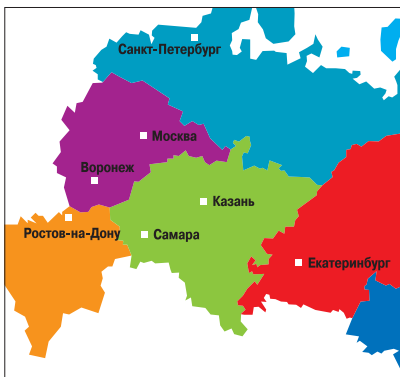 Санкт-Петербург
Москва
Воронеж
Казань
Ростов-на-Дону
Самара
Екатеринбург